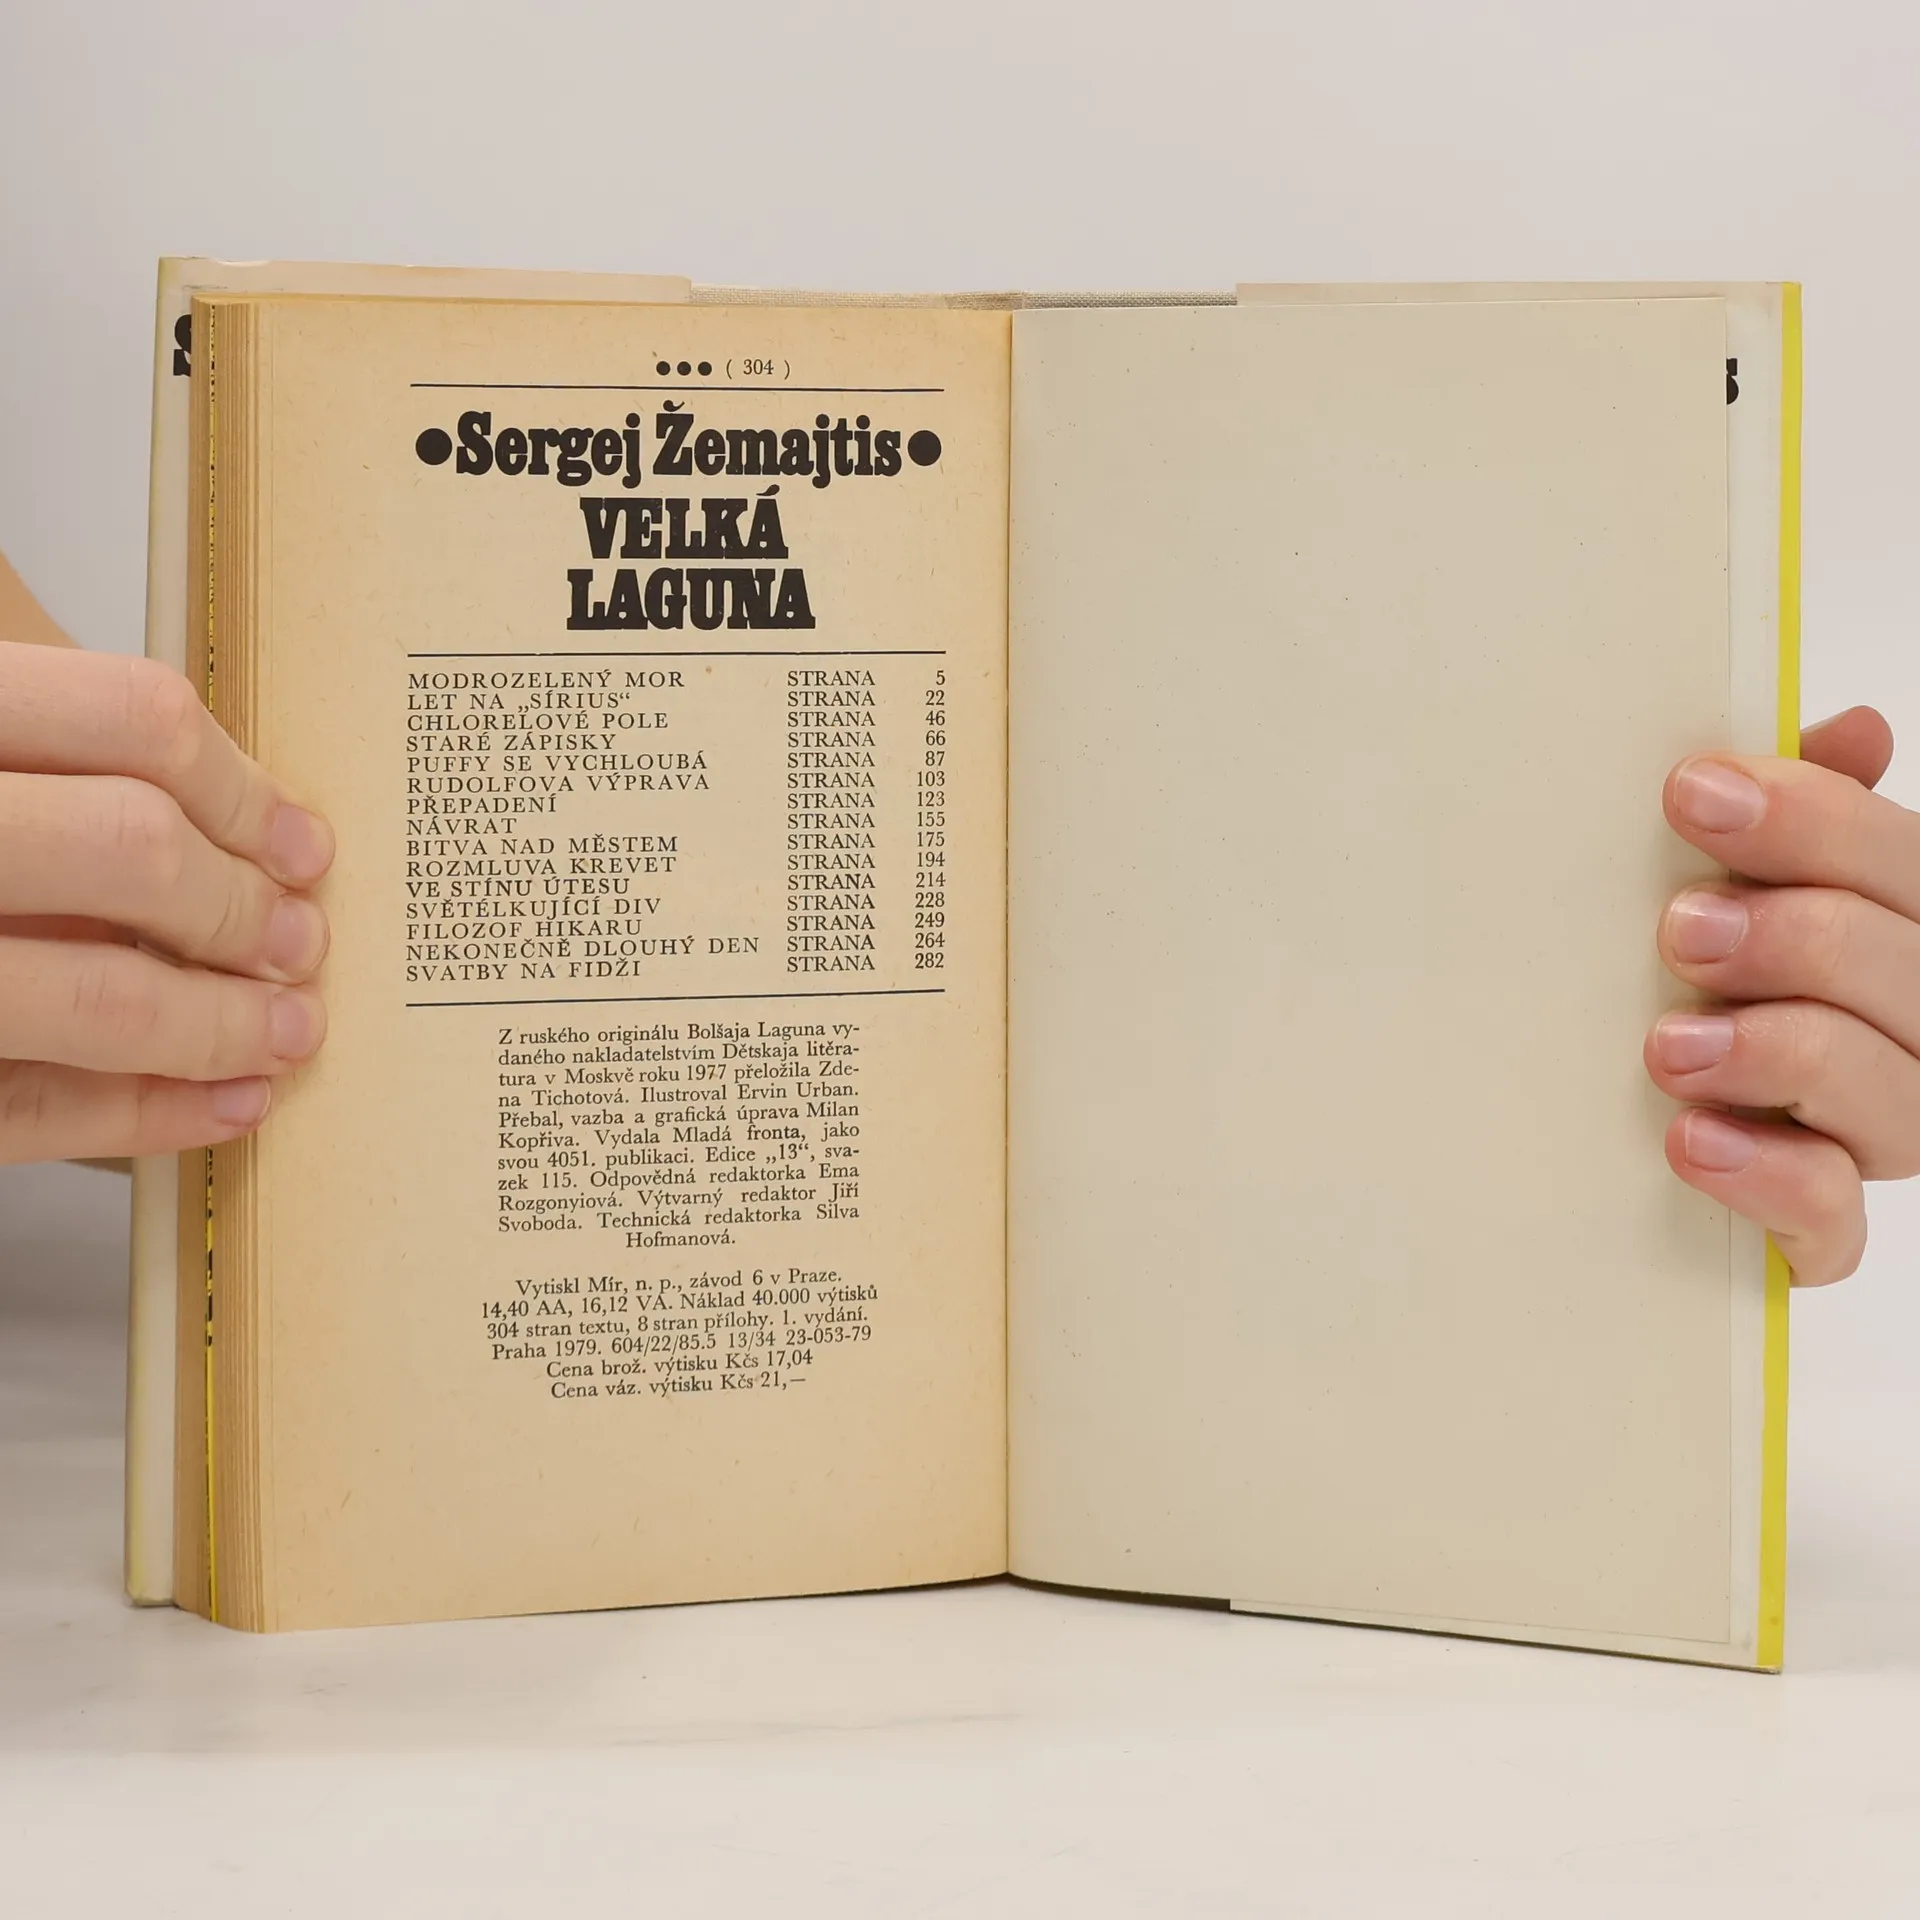 ●●● ( 304 )
●Sergej Žemajtis●
VELKÁ
LAGUNA
MODROZELENÝ MOR STRANA 5
LET NA „SÍRIUS“ STRANA 22
CHLORELOVÉ POLE STRANA 46
STARÉ ZÁPISKY STRANA 66
PUFFY SE VYCHLOUBÁ STRANA 87
RUDOLFOVA VÝPRAVA STRANA 103
PŘEPADENÍ STRANA 123
NÁVRAT STRANA 155
BITVA NAD MĚSTEM STRANA 175
ROZMLUVA KREVET STRANA 194
VE STÍNU ÚTESU STRANA 214
SVĚTÉLKUJÍCÍ DIV STRANA 228
FILOZOF HIKARU STRANA 249
NEKONEČNĚ DLOUHÝ DEN STRANA 264
SVATBY NA FIDŽI STRANA 282
Z ruského originálu Bolšaja Laguna vy-
daného nakladatelstvím Dětskaja litěra-
tura v Moskvě roku 1977 přeložila Zde-
na Tichotová. Ilustroval Ervin Urban.
Přebal, vazba a grafická úprava Milan
Kopřiva. Vydala Mladá fronta, jako
svou 4051. publikaci. Edice „13“, sva-
zek 115. Odpovědná redaktorka Ema
Rozgonyiová. Výtvarný redaktor Jiří
Svoboda. Technická redaktorka Silva
Hofmanová.
Vytiskl Mír, n. p., závod 6 v Praze.
14,40 AA, 16,12 VA. Náklad 40.000 výtisků
304 stran textu, 8 stran přílohy. 1. vydání.
Praha 1979. 604/22/85.5 13/34 23-053-79
Cena brož. výtisku Kčs 17,04
Cena váz. výtisku Kčs 21,—